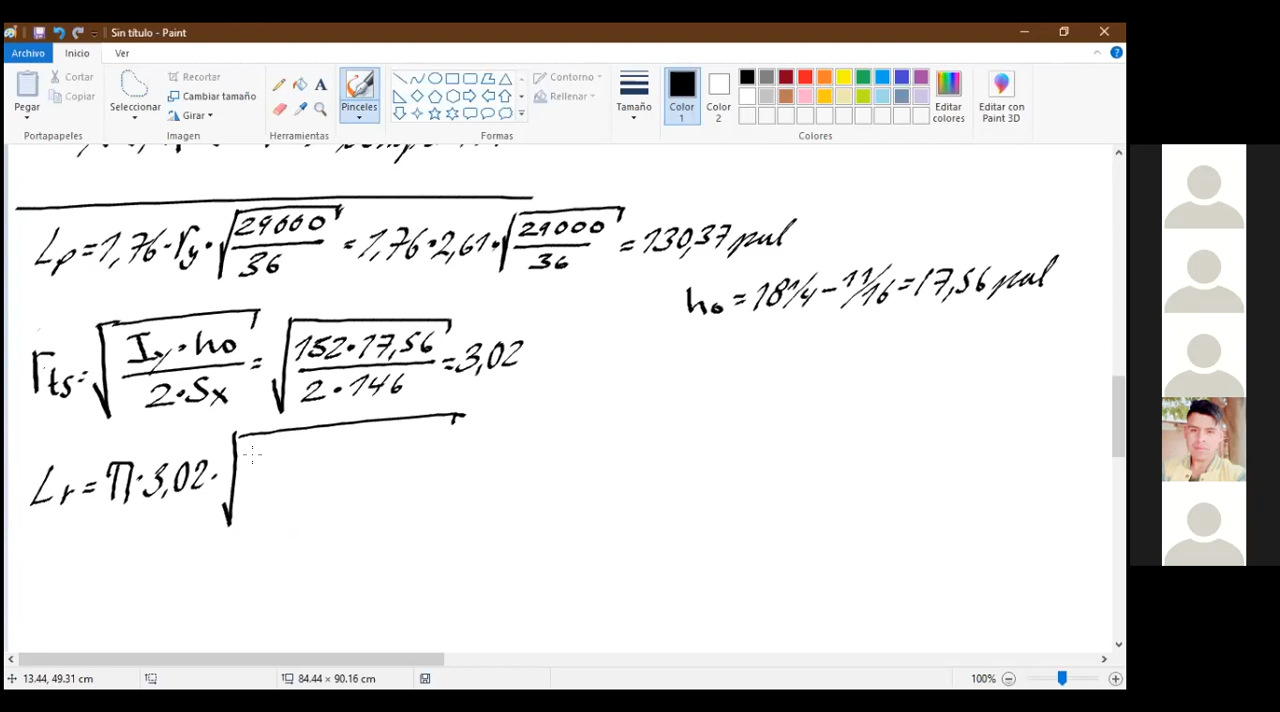 Sin título - Paint
Archivo Inicio Ver
Pegar
Cortar
Copiar
Portapapeles
Seleccionar
Recortar
Cambiar tamaño
Girar
Imagen
A
Herramientas
Pinceles
Contorno
Rellenar
Formas
Tamaño
Color 1
Color 2
Editar colores
Editar con Paint 3D
Colores
Lp = 1,76 · ry · √(29000/36) = 1,76 · 2,61 · √(29000/36) = 130,37 pul
ho = 18 1/4 - 11/16 = 17,56 pul
rts = √(Iy · ho / 2 · Sx) = √(152 · 17,56 / 2 · 146) = 3,02
Lr = π · 3,02 · √
13.44, 49.31 cm 84.44 × 90.16 cm 100%